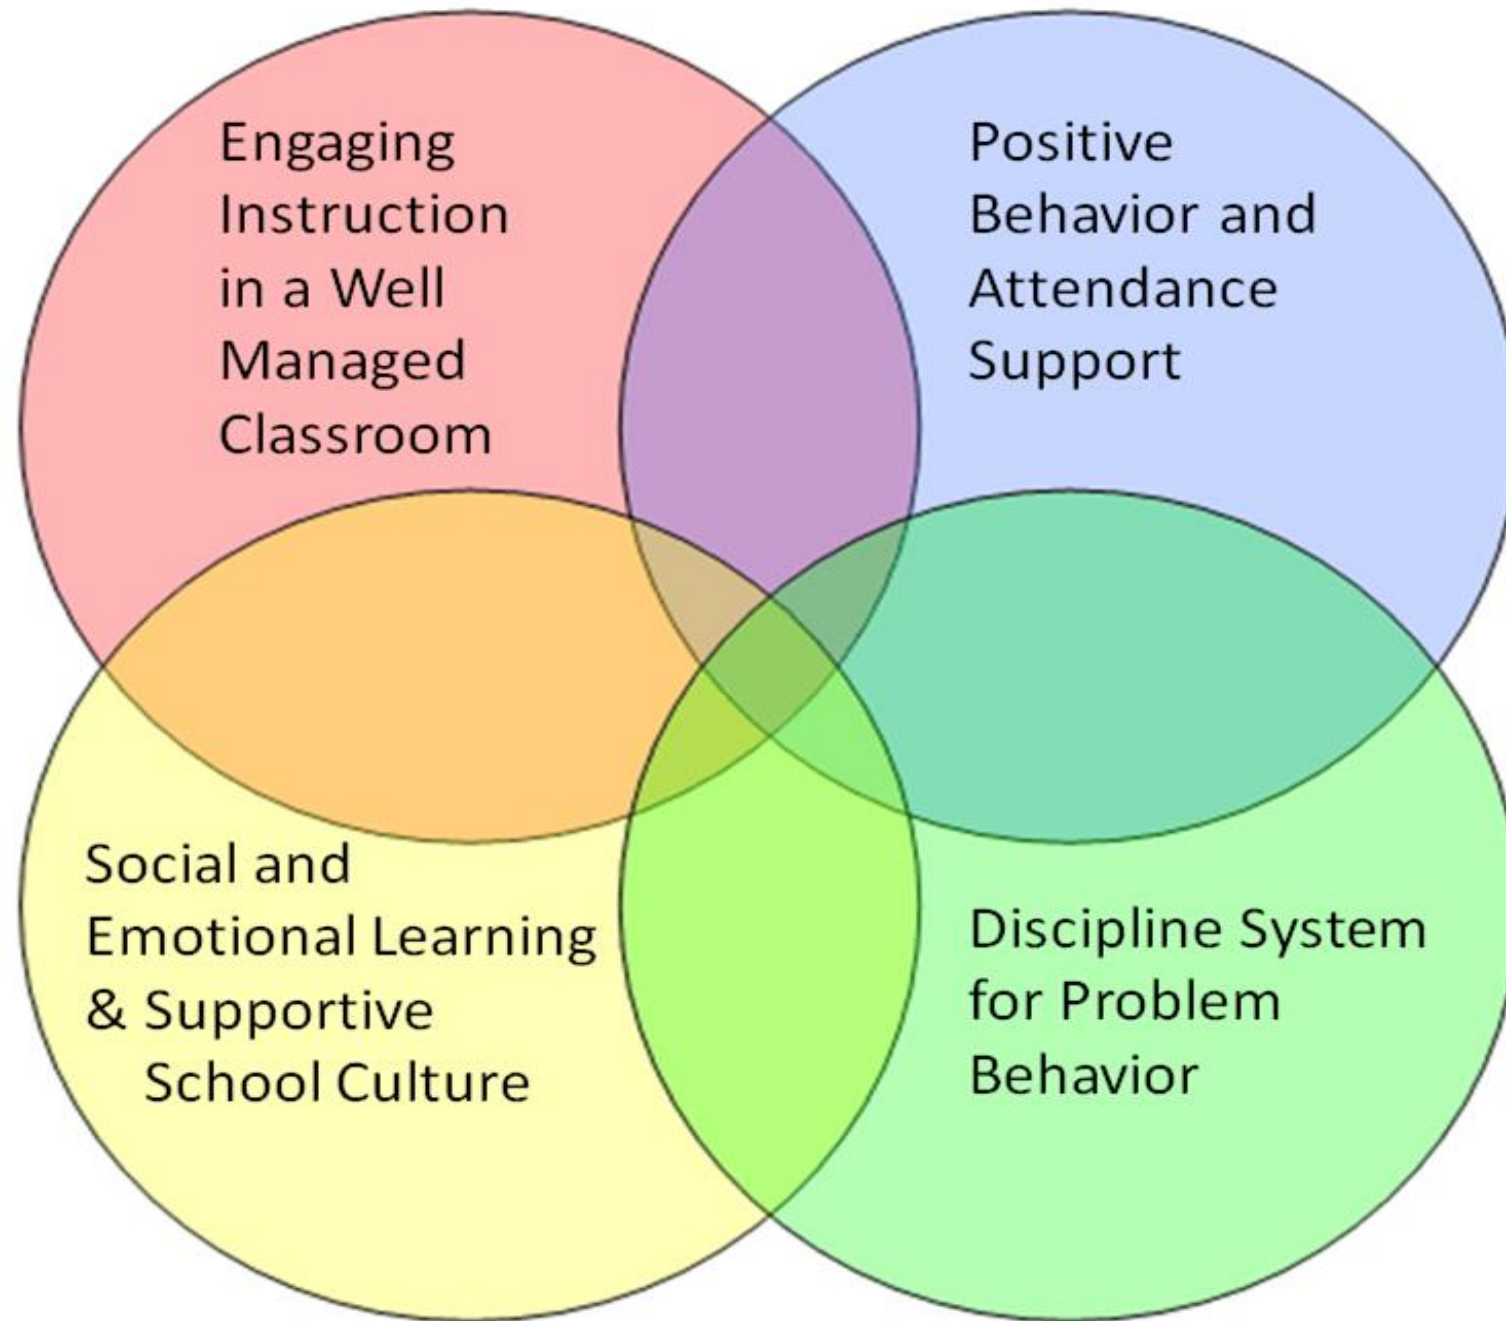 Engaging
Instruction
in a Well
Managed
Classroom
Positive
Behavior and
Attendance
Support
Social and
Emotional Learning
& Supportive
School Culture
Discipline System
for Problem
Behavior